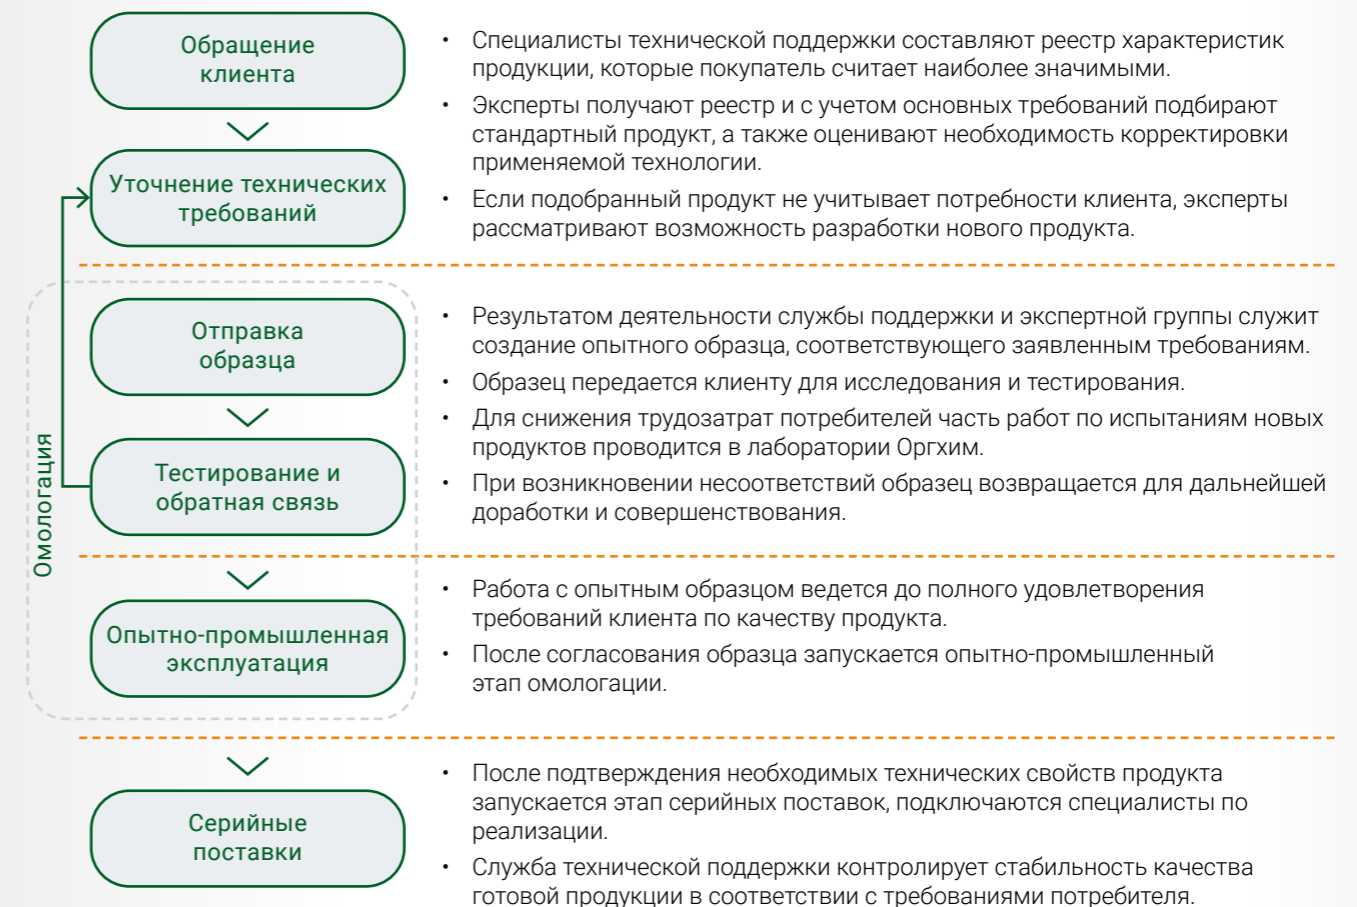 Обращение
клиента
• Специалисты технической поддержки составляют реестр характеристик
продукции, которые покупатель считает наиболее значимыми.
• Эксперты получают реестр и с учетом основных требований подбирают
стандартный продукт, а также оценивают необходимость корректировки
применяемой технологии.
Уточнение технических
требований
• Если подобранный продукт не учитывает потребности клиента, эксперты
рассматривают возможность разработки нового продукта.
Омологация
Отправка
образца
• Результатом деятельности службы поддержки и экспертной группы служит
создание опытного образца, соответствующего заявленным требованиям.
• Образец передается клиенту для исследования и тестирования.
• Для снижения трудозатрат потребителей часть работ по испытаниям новых
продуктов проводится в лаборатории Оргхим.
Тестирование и
обратная связь
• При возникновении несоответствий образец возвращается для дальнейшей
доработки и совершенствования.
Опытно-промышленная
эксплуатация
• Работа с опытным образцом ведется до полного удовлетворения
требований клиента по качеству продукта.
• После согласования образца запускается опытно-промышленный
этап омологации.
Серийные
поставки
• После подтверждения необходимых технических свойств продукта
запускается этап серийных поставок, подключаются специалисты по
реализации.
• Служба технической поддержки контролирует стабильность качества
готовой продукции в соответствии с требованиями потребителя.